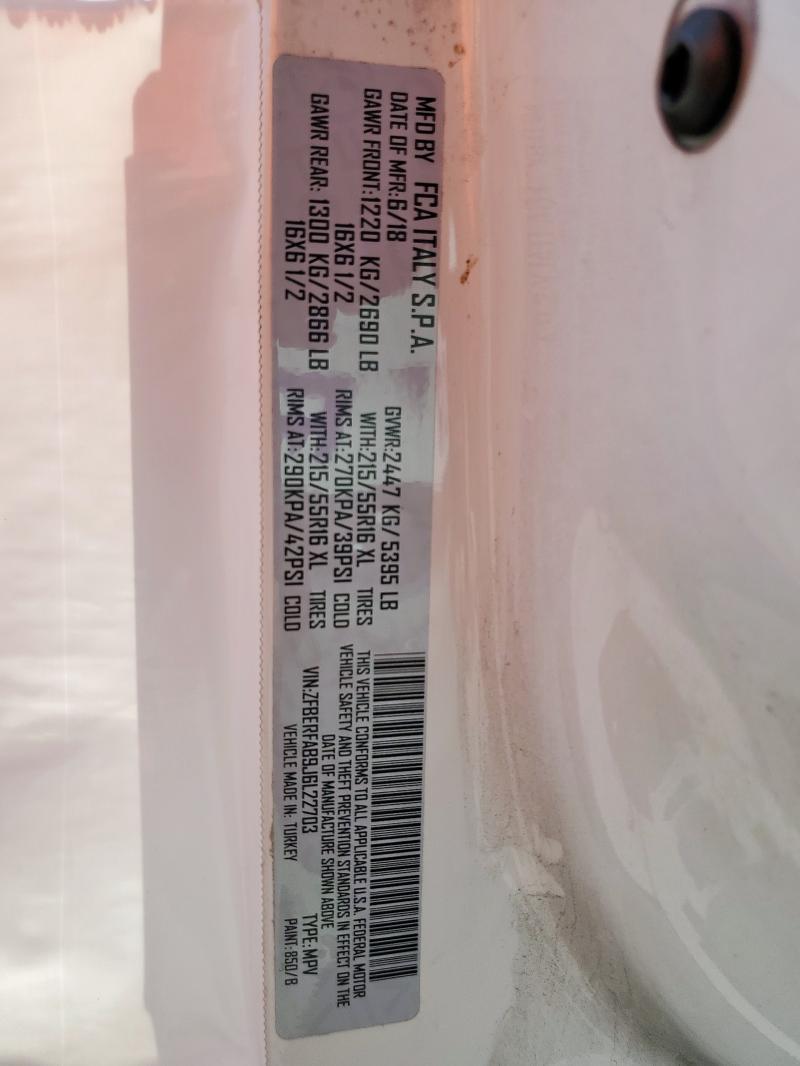 MFD BY FCA ITALY S.P.A.
DATE OF MFR:6/18 GVWR:2447 KG/5395 LB
GAWR FRONT:1220 KG/2690 LB WITH:215/55R16 XL TIRES
16X6 1/2 RIMS AT:270KPA/39PSI COLD
GAWR REAR: 1300 KG/2866 LB WITH:215/55R16 XL TIRES
16X6 1/2 RIMS AT:290KPA/42PSI COLD
THIS VEHICLE CONFORMS TO ALL APPLICABLE U.S.A. FEDERAL MOTOR
VEHICLE SAFETY AND THEFT PREVENTION STANDARDS IN EFFECT ON THE
DATE OF MANUFACTURE SHOWN ABOVE
VIN:ZFBERFAB9J6L22703 TYPE:MPV
VEHICLE MADE IN: TURKEY PAINT:850/B